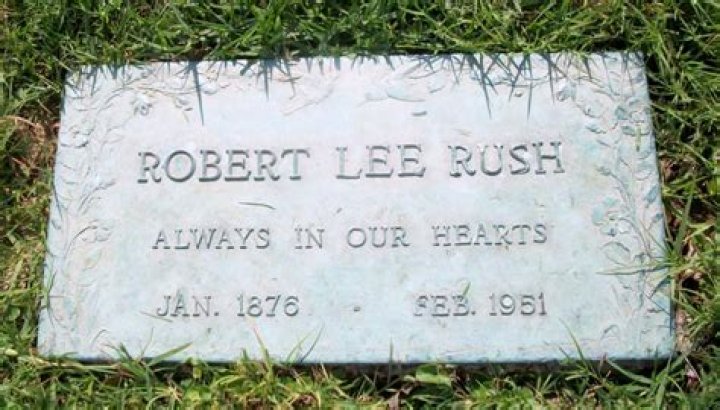 ROBERT LEE RUSH
ALWAYS IN OUR HEARTS
JAN. 1876 - FEB. 1951